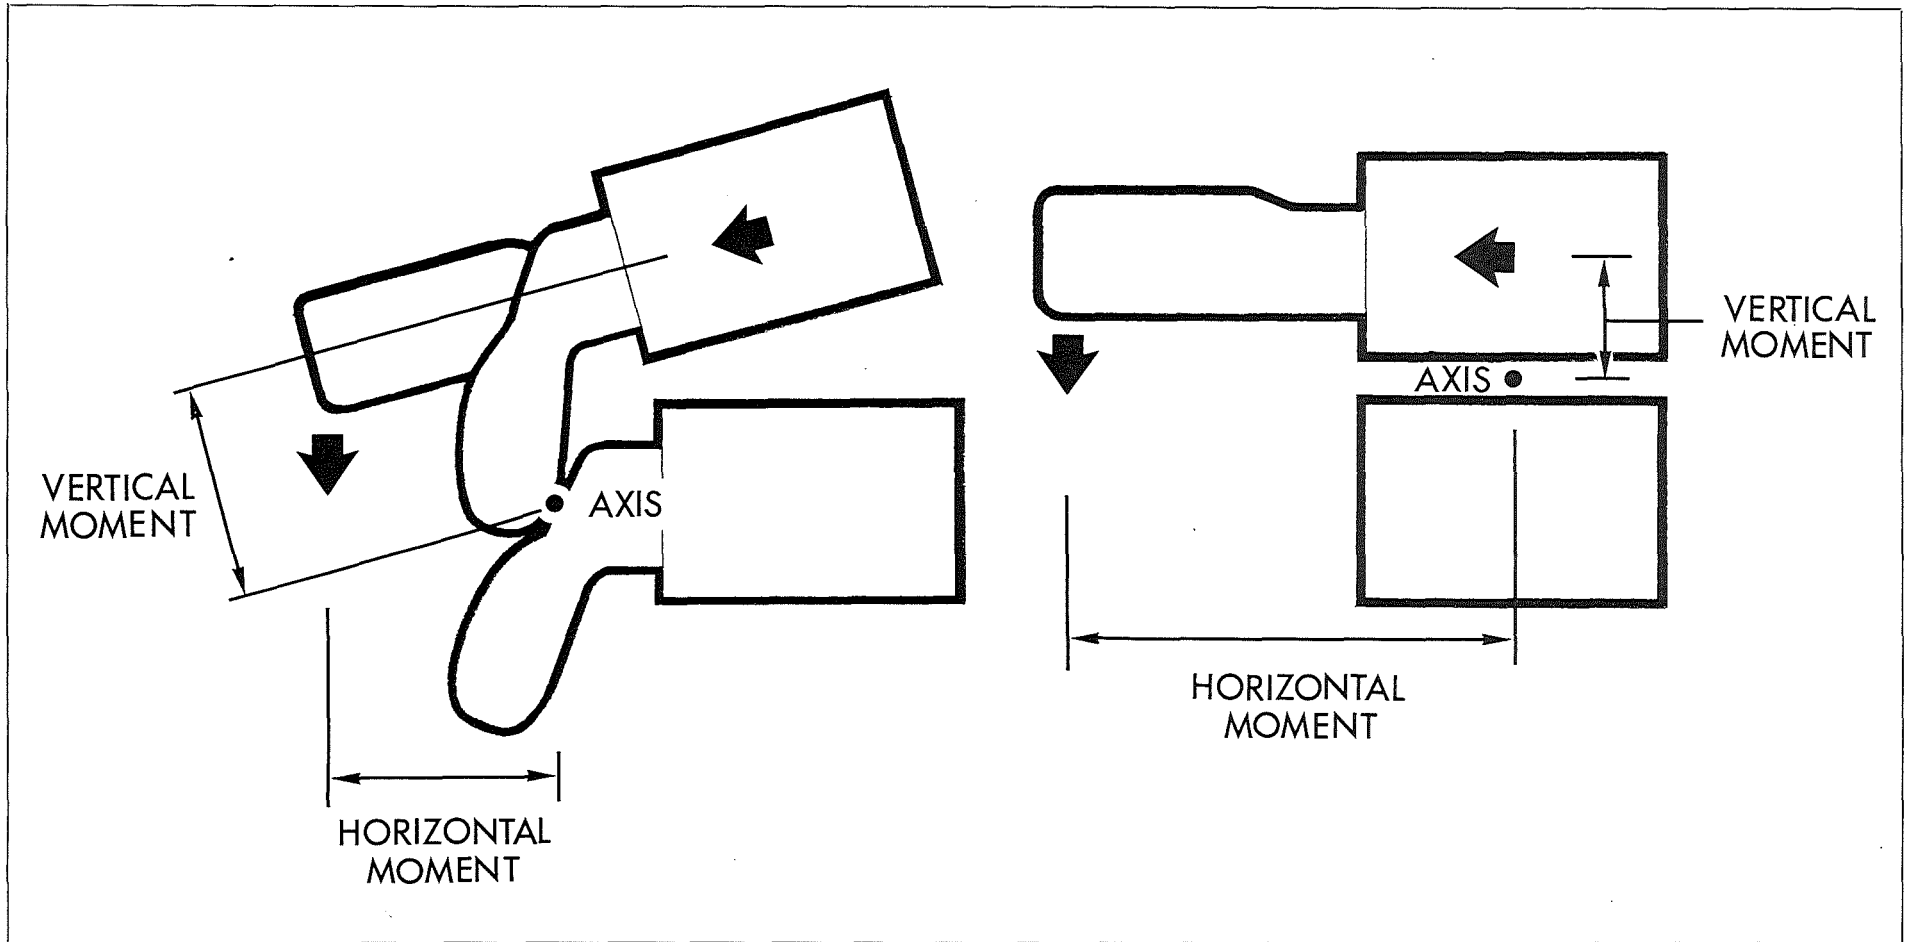 VERTICAL
MOMENT
AXIS
HORIZONTAL
MOMENT
AXIS
VERTICAL
MOMENT
HORIZONTAL
MOMENT